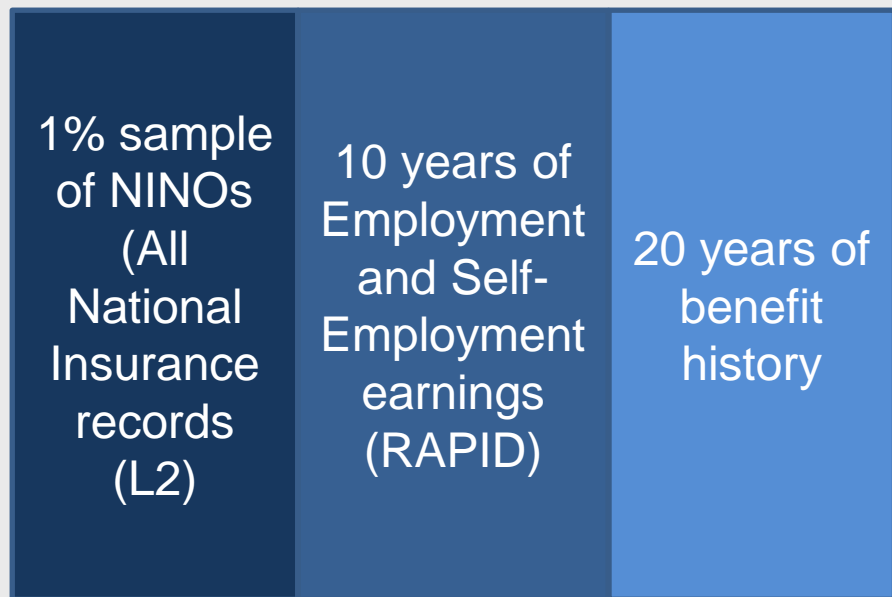 1% sample
of NINOs
(All
National
Insurance
records
(L2)
10 years of
Employment
and Self-
Employment
earnings
(RAPID)
20 years of
benefit
history